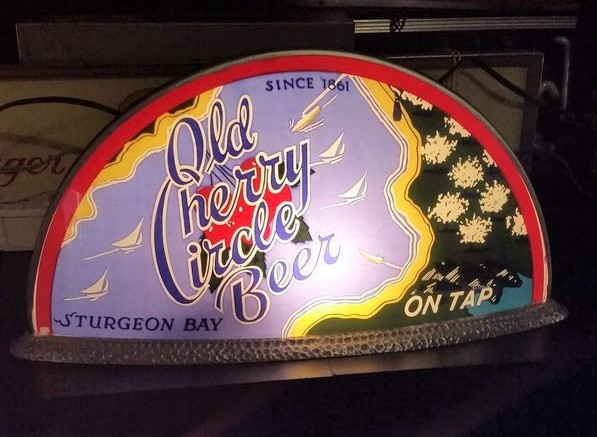 SINCE 1861
Old
Cherry
Circle
Beer
STURGEON BAY
ON TAP